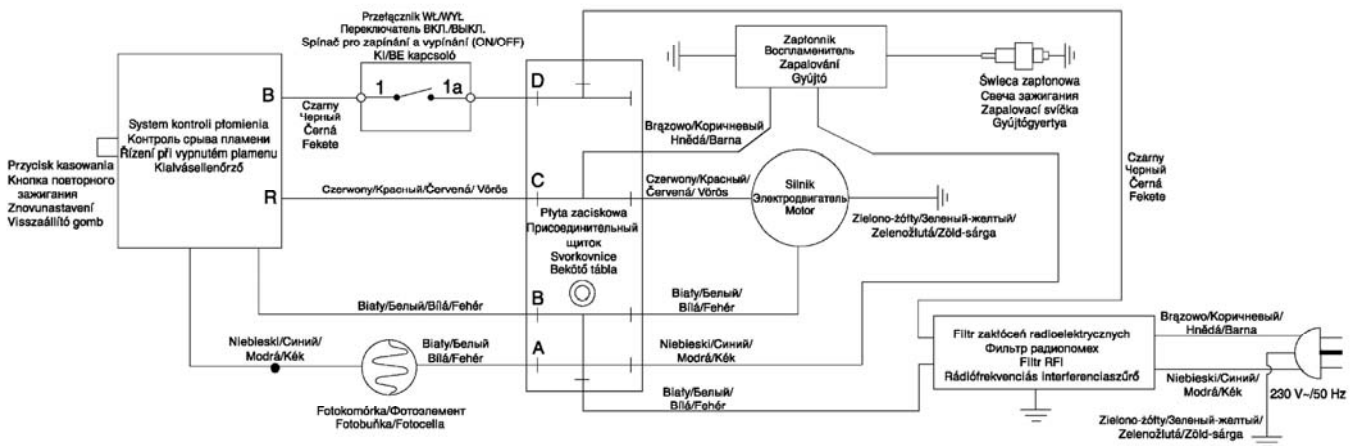 Przełącznik WŁ/WYŁ.
Переключатель ВКЛ./ВЫКЛ.
Spínač pro zapínání a vypínání (ON/OFF)
KI/BE kapcsoló
B
1
1a
D
Czarny
Черный
Černá
Fekete
System kontroli płomienia
Контроль срыва пламени
Řízení při vypnutém plamenu
Kialvásellenőrző
Przycisk kasowania
Кнопка повторного
зажигания
Znovunastavení
Visszaállító gomb
R
Czerwony/Красный/Červená/ Vörös
C
Czerwony/Красный/
Červená/ Vörös
Płyta zaciskowa
Присоединительный
щиток
Svorkovnice
Bekötő tábla
B
Biały/Белый/Bílá/Fehér
Biały/Белый/
Bílá/Fehér
A
Niebieski/Синий/
Modrá/Kék
Biały/Белый
Bílá/Fehér
Niebieski/Синий/
Modrá/Kék
Biały/Белый/
Bílá/Fehér
Fotokomórka/Фотоэлемент
Fotobuňka/Fotocella
Zapłonnik
Воспламенитель
Zapalování
Gyújtó
Świeca zapłonowa
Свеча зажигания
Zapalovací svíčka
Gyújtógyertya
Brązowo/Коричневый
Hnědá/Barna
Silnik
Электродвигатель
Motor
Zielono-żółty/Зеленый-желтый/
Zelenožlutá/Zöld-sárga
Czarny
Черный
Černá
Fekete
Filtr zakłóceń radioelektrycznych
Фильтр радиопомех
Filtr RFI
Rádiófrekvenciás Interferenciaszűrő
Brązowo/Коричневый/
Hnědá/Barna
Niebieski/Синий/
Modrá/Kék
230 V~/50 Hz
Zielono-żółty/Зеленый-желтый/
Zelenožlutá/Zöld-sárga